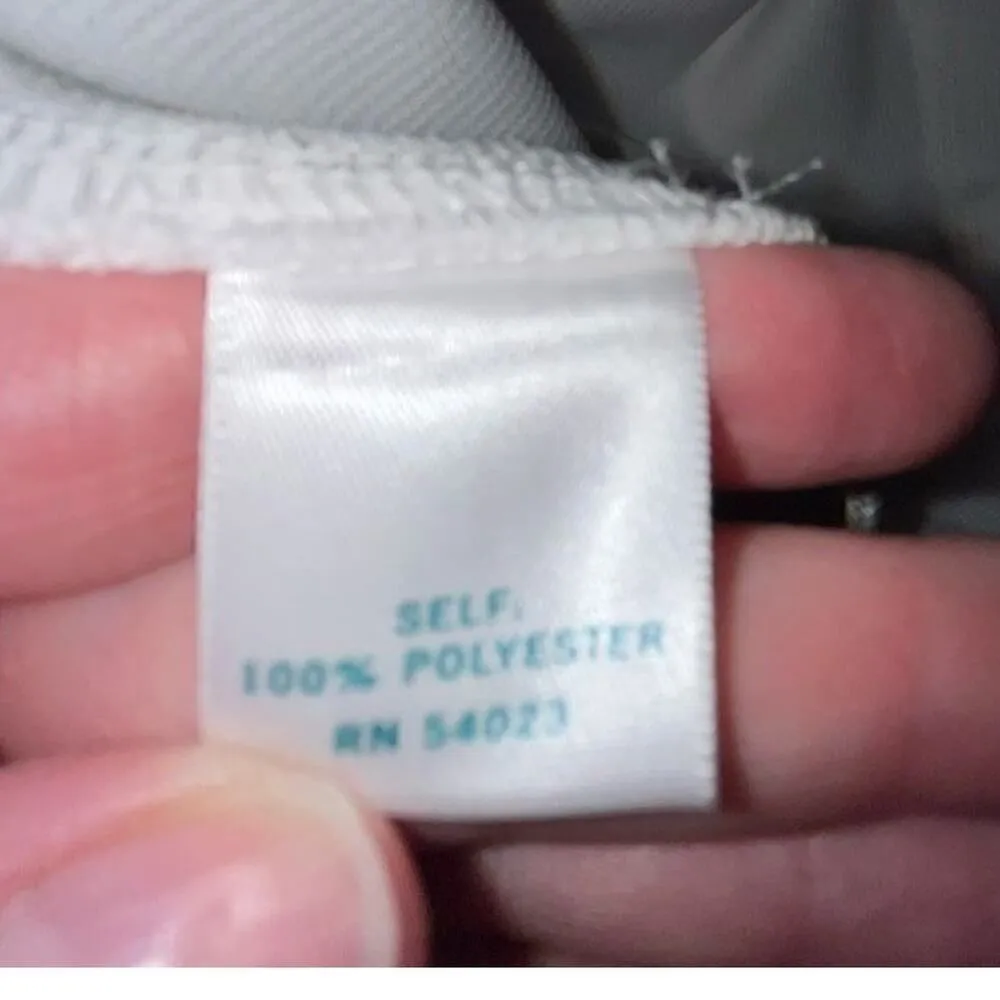 SELF:
100% POLYESTER
RN 54023